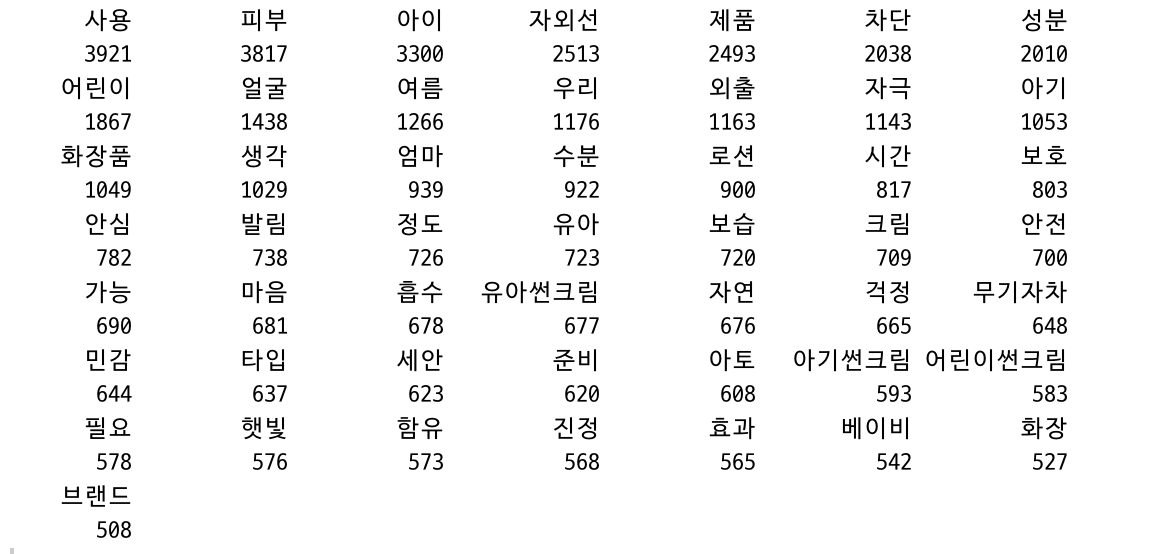 사용 피부 아이 자외선 제품 차단 성분
3921 3817 3300 2513 2493 2038 2010
어린이 얼굴 여름 우리 외출 자극 아기
1867 1438 1266 1176 1163 1143 1053
화장품 생각 엄마 수분 로션 시간 보호
1049 1029 939 922 900 817 803
안심 발림 정도 유아 보습 크림 안전
782 738 726 723 720 709 700
가능 마음 흡수 유아썬크림 자연 걱정 무기자차
690 681 678 677 676 665 648
민감 타입 세안 준비 아토 아기썬크림 어린이썬크림
644 637 623 620 608 593 583
필요 햇빛 함유 진정 효과 베이비 화장
578 576 573 568 565 542 527
브랜드
508